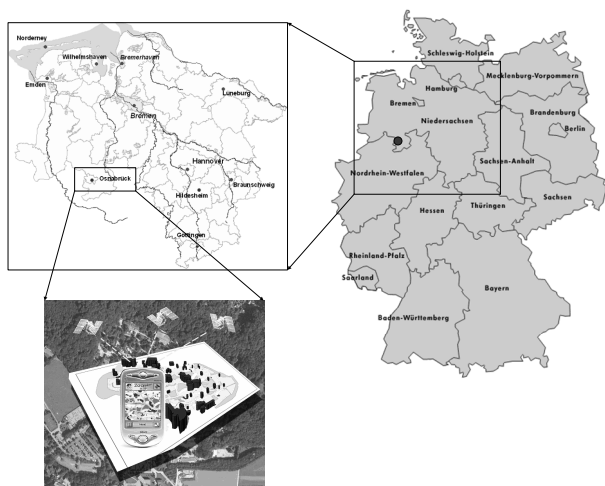 Norderney
Wilhelmshaven
Bremerhaven
Emden
Lüneburg
Bremen
Hannover
Osnabrück
Braunschweig
Hildesheim
Göttingen
Schleswig-Holstein
Mecklenburg-Vorpommern
Hamburg
Bremen
Brandenburg
Niedersachsen
Berlin
Sachsen-Anhalt
Nordrhein-Westfalen
Sachsen
Thüringen
Hessen
Rheinland-Pfalz
Saarland
Bayern
Baden-Württemberg